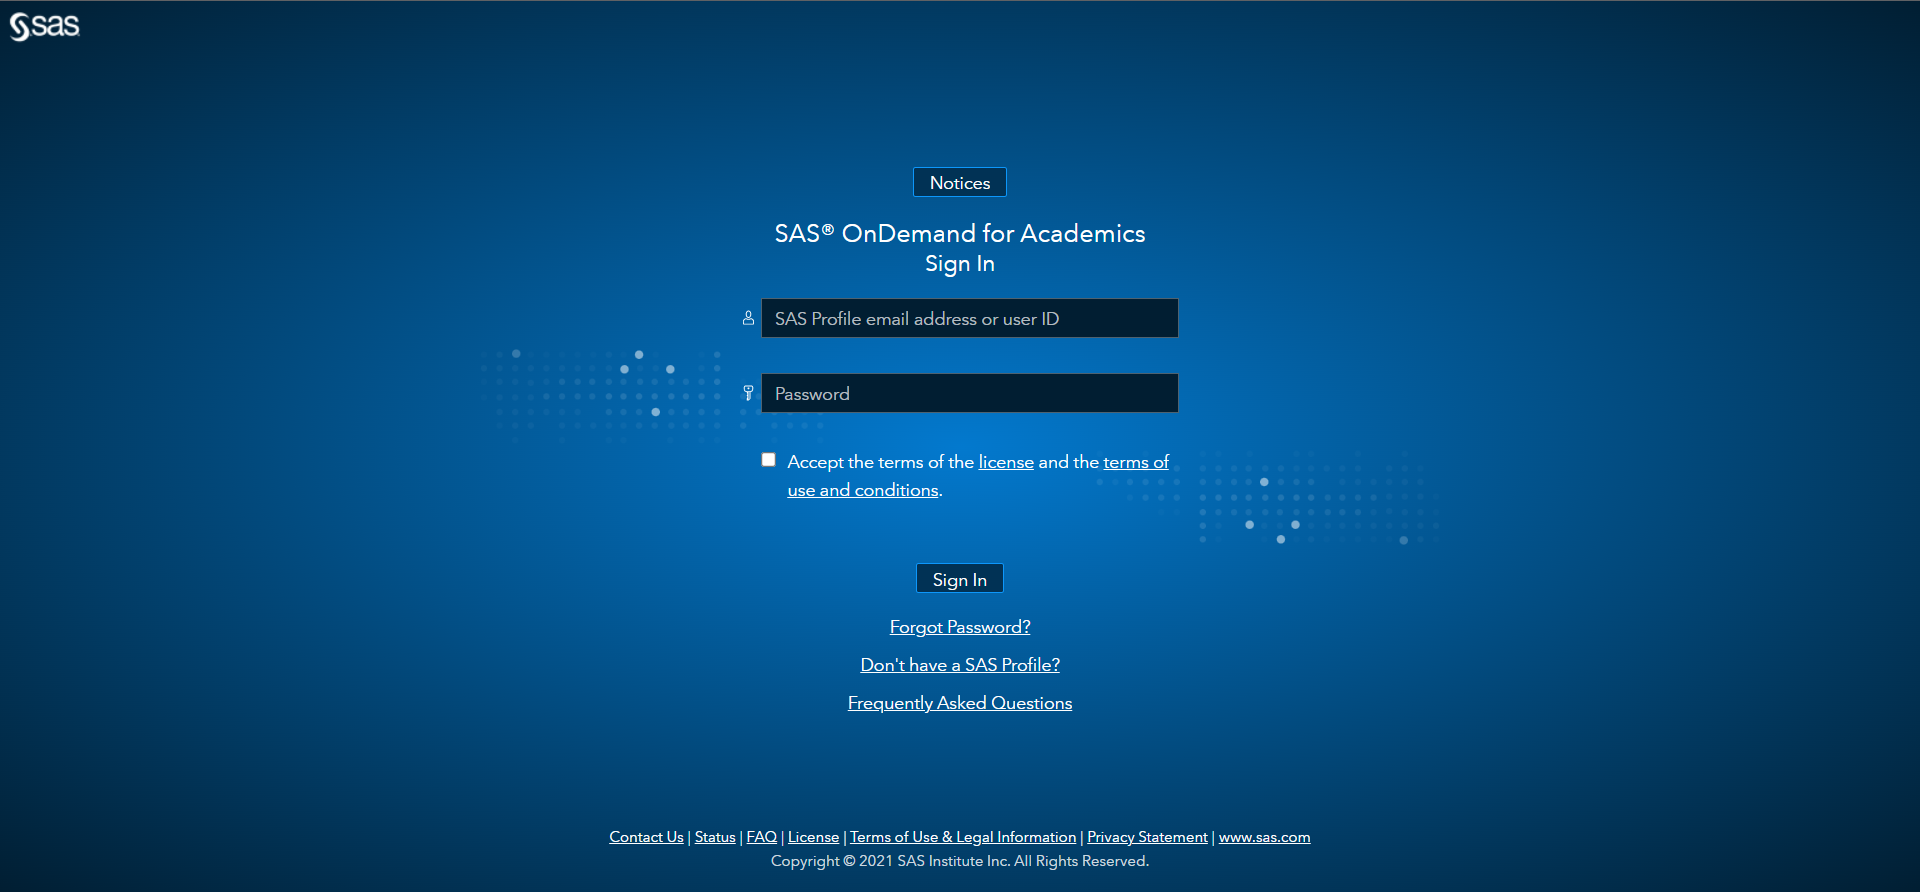 sas
Notices
SAS® OnDemand for Academics
Sign In
SAS Profile email address or user ID
Password
Accept the terms of the license and the terms of
use and conditions.
Sign In
Forgot Password?
Don't have a SAS Profile?
Frequently Asked Questions
Contact Us | Status | FAQ | License | Terms of Use & Legal Information | Privacy Statement | www.sas.com
Copyright © 2021 SAS Institute Inc. All Rights Reserved.